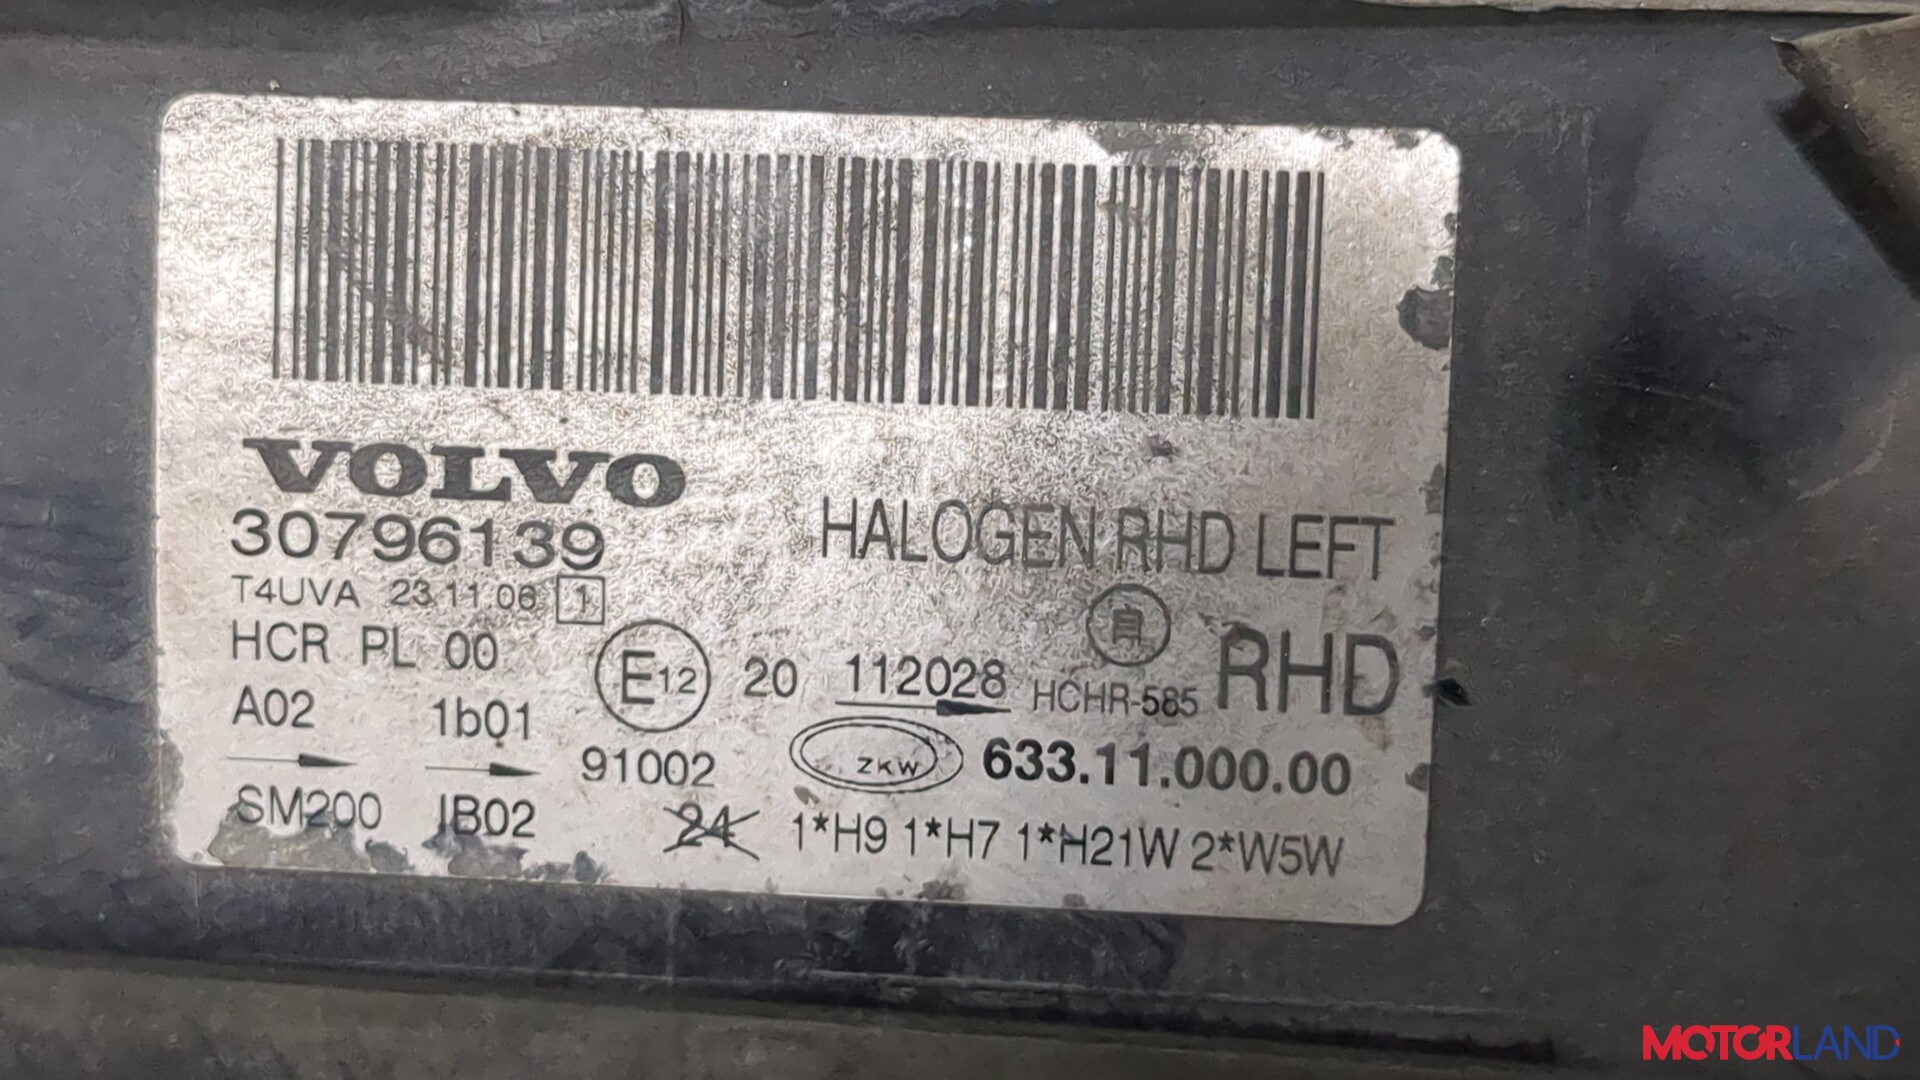 VOLVO
30796139
HALOGEN RHD LEFT
T4UVA 23.11.06 1
自
HCR PL 00
E12 20 112028 HCHR-585 RHD
A02 1b01
91002 ZKW 633.11.000.00
SM200 IB02
24 1*H9 1*H7 1*H21W 2*W5W
MOTORLAND